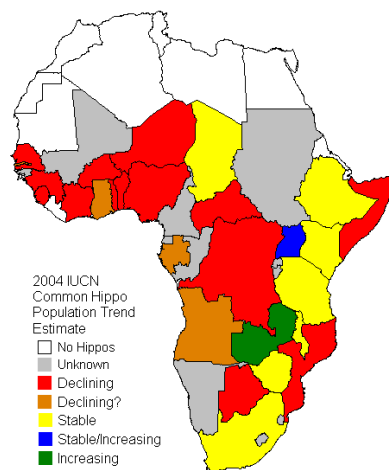 2004 IUCN
Common Hippo
Population Trend
Estimate
No Hippos
Unknown
Declining
Declining?
Stable
Stable/Increasing
Increasing